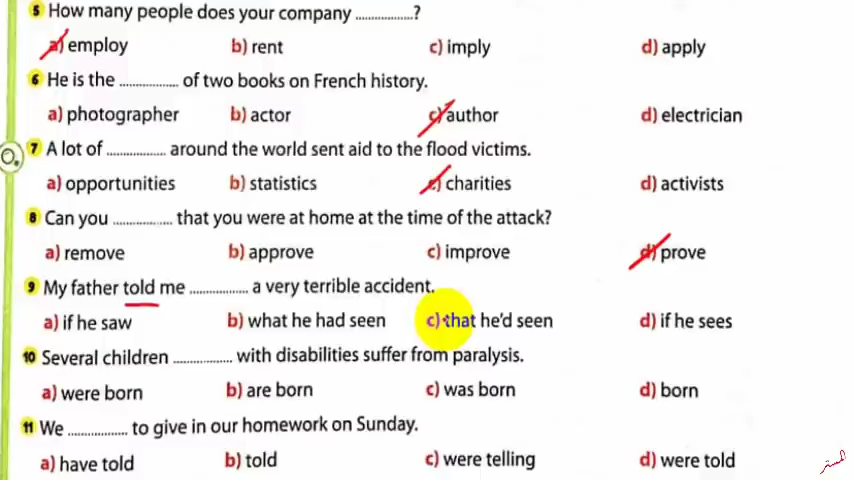 5 How many people does your company ................?
a) employ b) rent c) imply d) apply
6 He is the ................ of two books on French history.
a) photographer b) actor c) author d) electrician
7 A lot of ................ around the world sent aid to the flood victims.
a) opportunities b) statistics c) charities d) activists
8 Can you ................ that you were at home at the time of the attack?
a) remove b) approve c) improve d) prove
9 My father told me ................ a very terrible accident.
a) if he saw b) what he had seen c) that he'd seen d) if he sees
10 Several children ................ with disabilities suffer from paralysis.
a) were born b) are born c) was born d) born
11 We ................ to give in our homework on Sunday.
a) have told b) told c) were telling d) were told